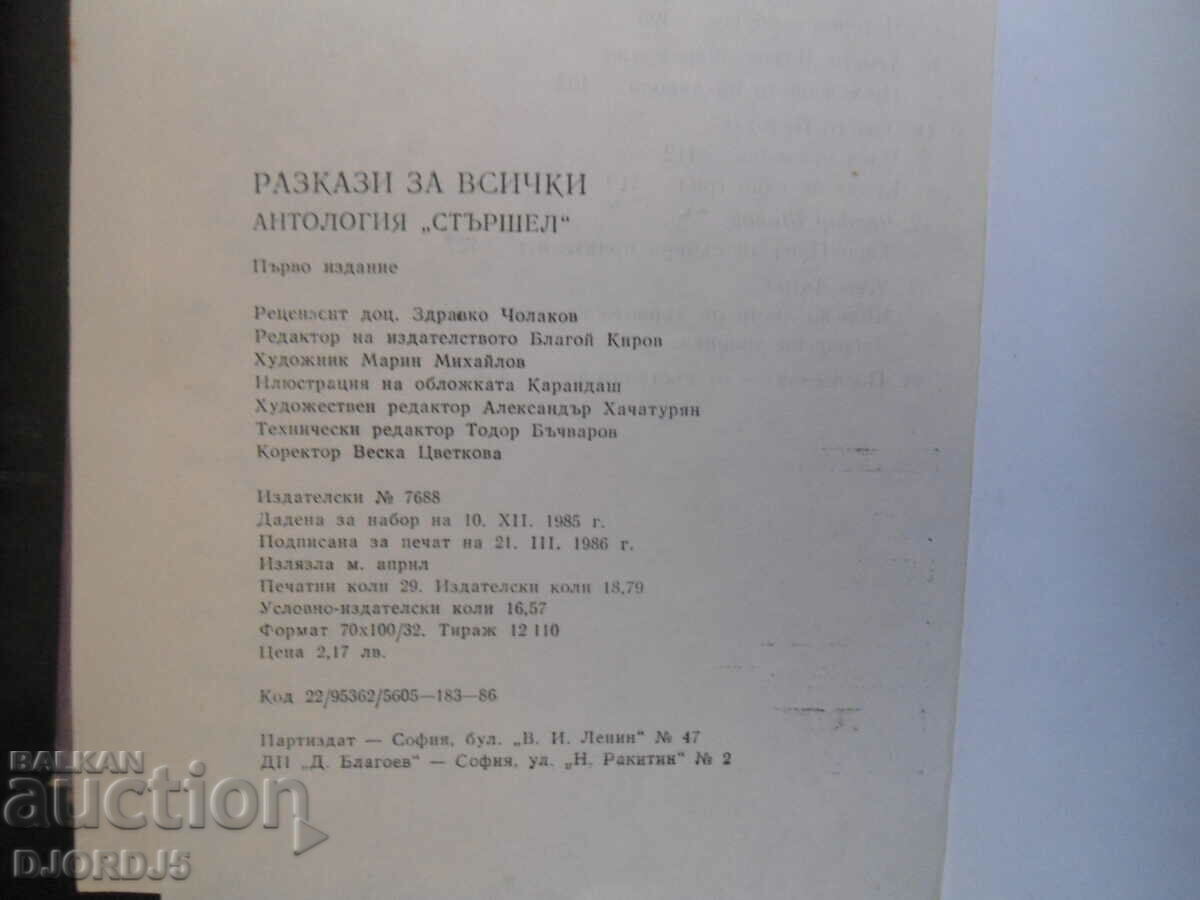 РАЗКАЗИ ЗА ВСИЧКИ
АНТОЛОГИЯ „СТЪРШЕЛ“
Първо издание
Рецензент доц. Здравко Чолаков
Редактор на издателството Благой Киров
Художник Марин Михайлов
Илюстрация на обложката Карандаш
Художествен редактор Александър Хачатурян
Технически редактор Тодор Бъчваров
Коректор Веска Цветкова
Издателски № 7688
Дадена за набор на 10. XII. 1985 г.
Подписана за печат на 21. III. 1986 г.
Излязла м. април
Печатни коли 29. Издателски коли 18,79
Условно-издателски коли 16,57
Формат 70x100/32. Тираж 12 110
Цена 2,17 лв.
Код 22/95362/5605—183—86
Партиздат — София, бул. „В. И. Ленин“ № 47
ДП „Д. Благоев“ — София, ул. „Н. Ракитин“ № 2
BALKAN
auction
DJORDJ5